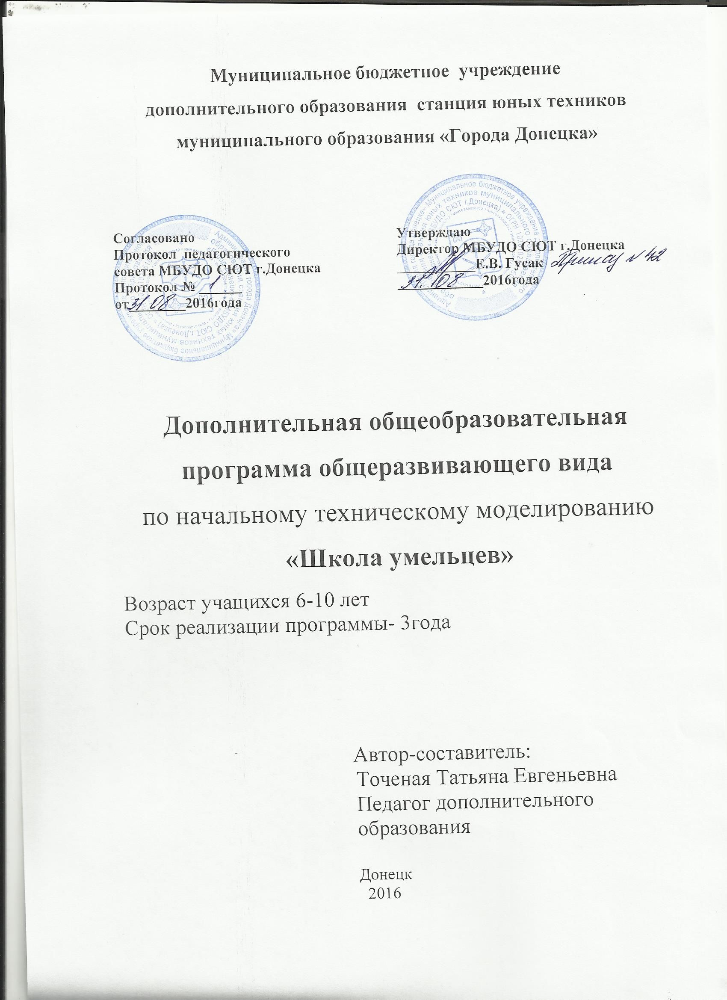 Муниципальное бюджетное учреждение
дополнительного образования станция юных техников
муниципального образования «Города Донецка»
Согласовано
Протокол педагогического
совета МБУДО СЮТ г.Донецка
Протокол № 1
от 31.08 2016года
Утверждаю
Директор МБУДО СЮТ г.Донецка
Е.В. Гусак Приказ №42
31.08 2016года
Дополнительная общеобразовательная
программа общеразвивающего вида
по начальному техническому моделированию
«Школа умельцев»
Возраст учащихся 6-10 лет
Срок реализации программы- 3года
Автор-составитель:
Точеная Татьяна Евгеньевна
Педагог дополнительного
образования
Донецк
2016